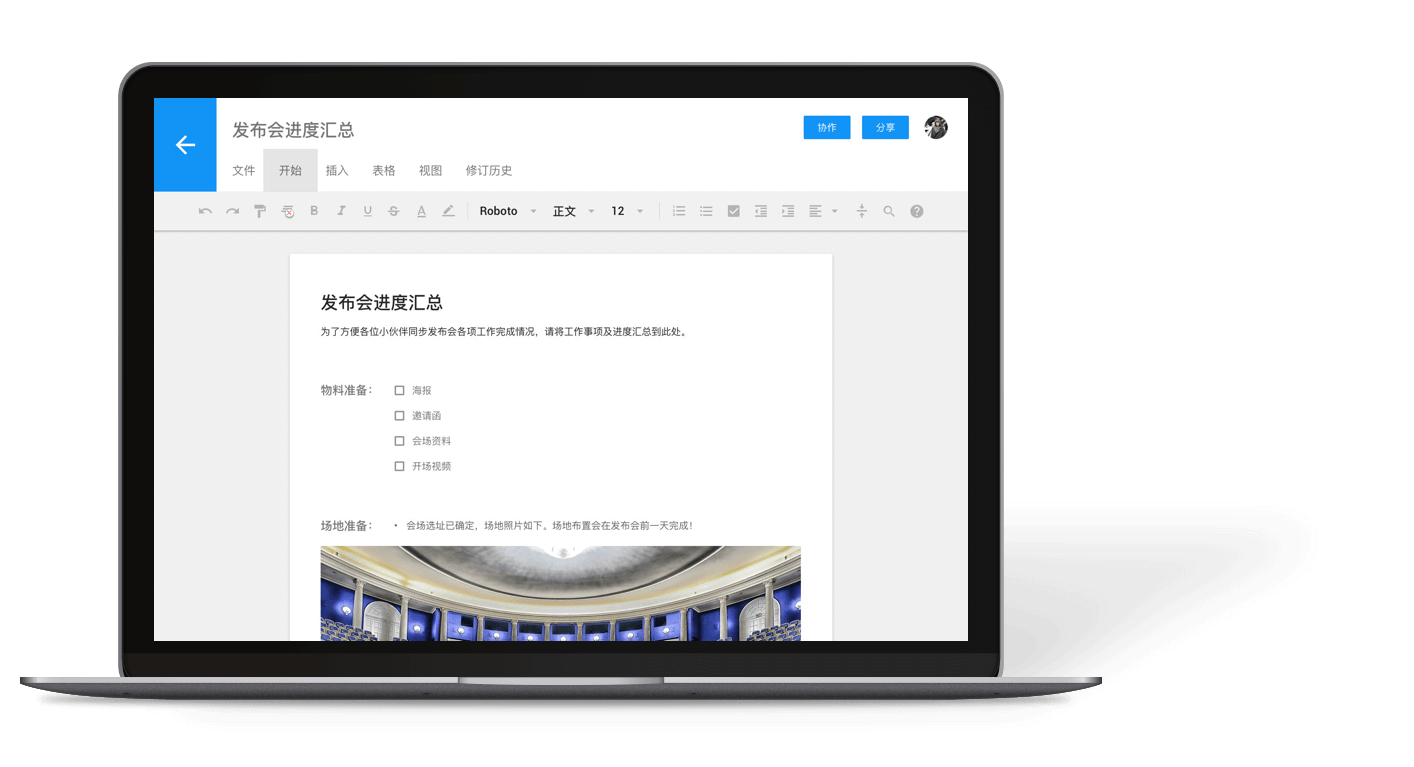 发布会进度汇总
协作 分享
文件 开始 插入 表格 视图 修订历史
B I U S A Roboto 正文 12
发布会进度汇总
为了方便各位小伙伴同步发布会各项工作完成情况，请将工作事项及进度汇总到此处。
物料准备： 海报
邀请函
会场资料
开场视频
场地准备： • 会场选址已确定，场地照片如下。场地布置会在发布会前一天完成！